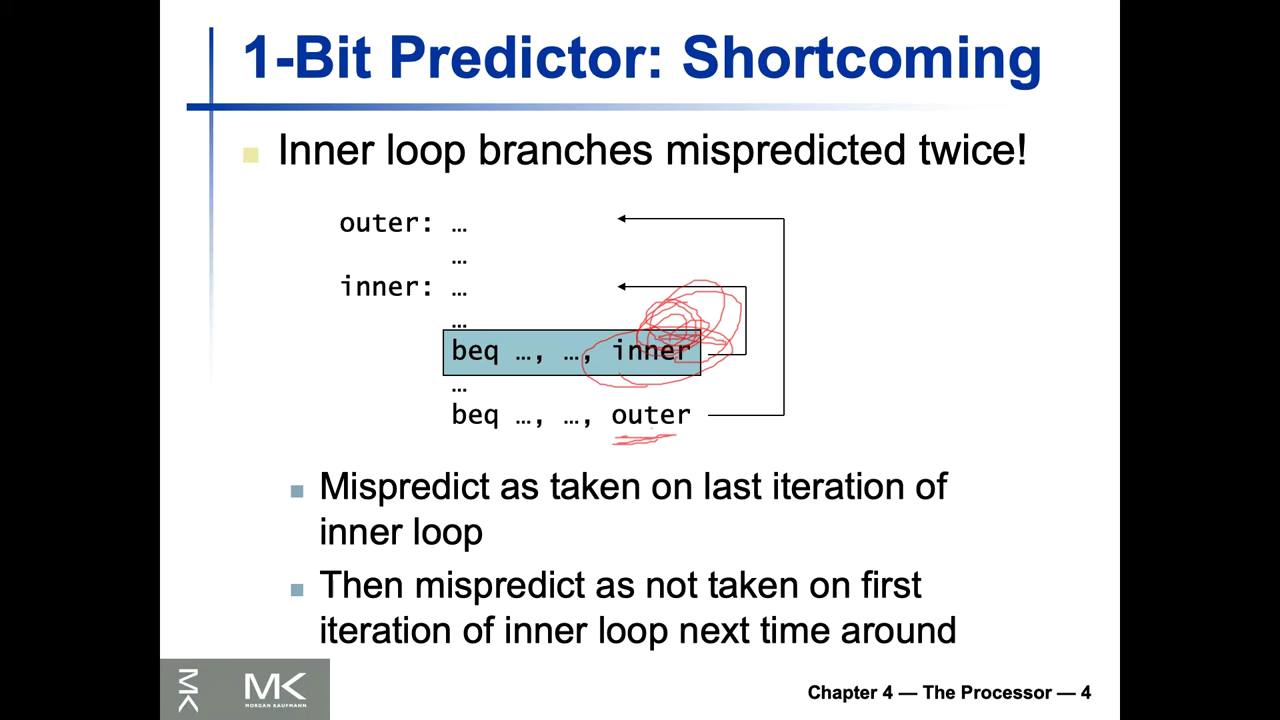 1-Bit Predictor: Shortcoming
Inner loop branches mispredicted twice!
outer: …
…
inner: …
…
beq …, …, inner
…
beq …, …, outer
Mispredict as taken on last iteration of
inner loop
Then mispredict as not taken on first
iteration of inner loop next time around
MK
MK
MORGAN KAUFMANN
Chapter 4 — The Processor — 4